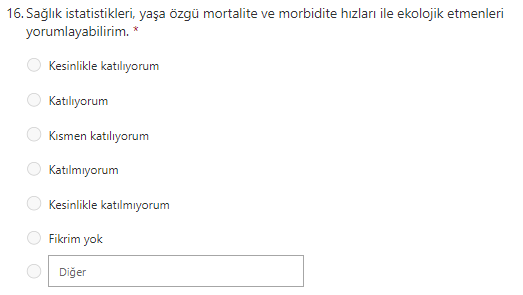 16. Sağlık istatistikleri, yaşa özgü mortalite ve morbidite hızları ile ekolojik etmenleri
yorumlayabilirim. *
Kesinlikle katılıyorum
Katılıyorum
Kısmen katılıyorum
Katılmıyorum
Kesinlikle katılmıyorum
Fikrim yok
Diğer